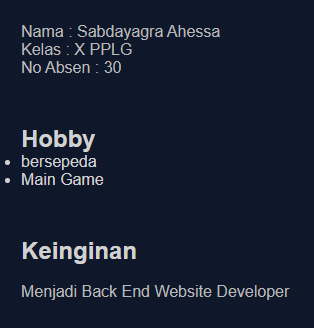 Nama : Sabdayagra Ahessa
Kelas : X PPLG
No Absen : 30
Hobby
bersepeda
Main Game
Keinginan
Menjadi Back End Website Developer